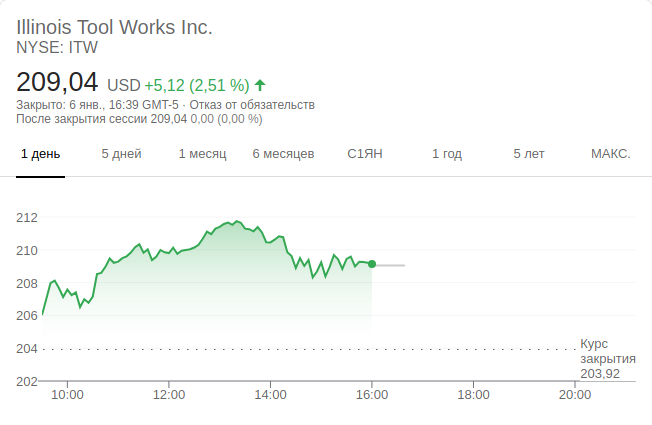 Illinois Tool Works Inc.
NYSE: ITW
209,04 USD +5,12 (2,51 %)
Закрыто: 6 янв., 16:39 GMT-5 · Отказ от обязательств
После закрытия сессии 209,04 0,00 (0,00 %)
1 день 5 дней 1 месяц 6 месяцев С1ЯН 1 год 5 лет МАКС.
212
210
208
206
204
Курс
закрытия
203,92
202
10:00 12:00 14:00 16:00 18:00 20:00